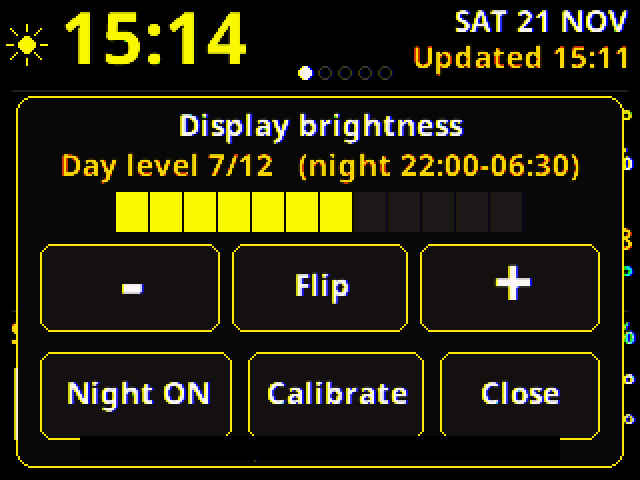 15:14
SAT 21 NOV
Updated 15:11
Display brightness
Day level 7/12 (night 22:00-06:30)
- Flip +
Night ON Calibrate Close